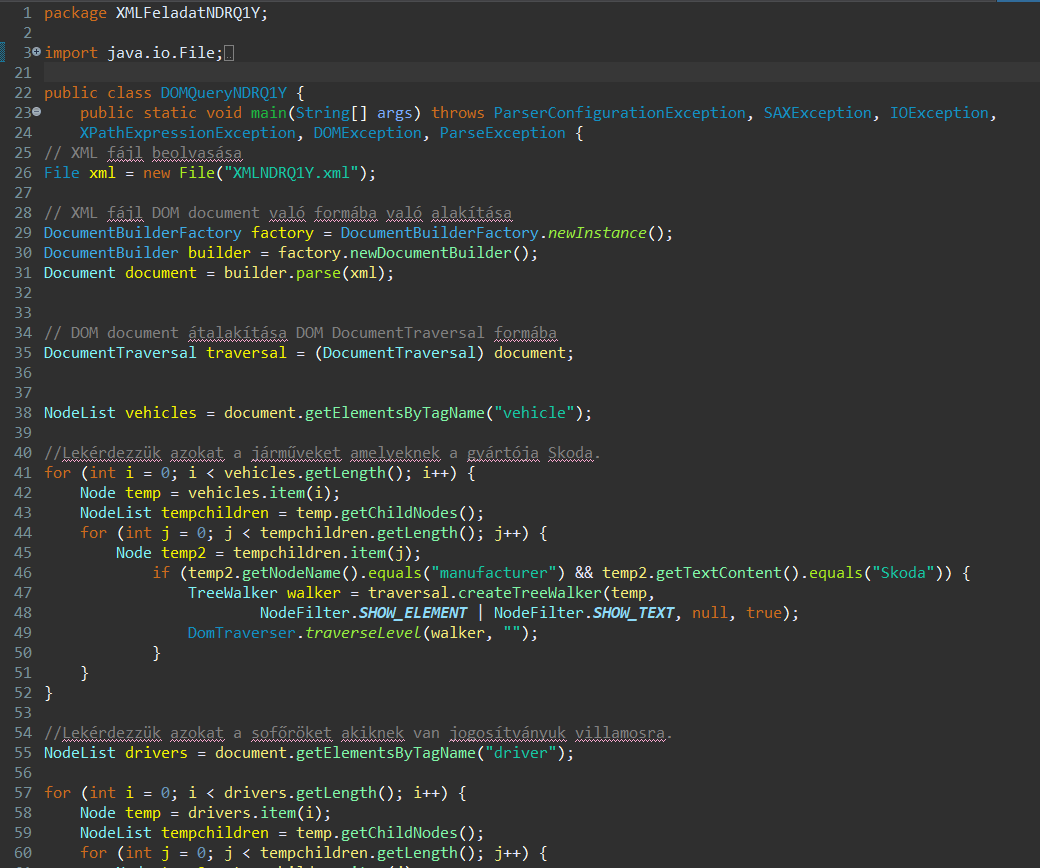 1 package XMLFeladatNDRQ1Y;
2
3 import java.io.File;
21
22 public class DOMQueryNDRQ1Y {
23 public static void main(String[] args) throws ParserConfigurationException, SAXException, IOException,
24 XPathExpressionException, DOMException, ParseException {
25 // XML fájl beolvasása
26 File xml = new File("XMLNDRQ1Y.xml");
27
28 // XML fájl DOM document való formába való alakítása
29 DocumentBuilderFactory factory = DocumentBuilderFactory.newInstance();
30 DocumentBuilder builder = factory.newDocumentBuilder();
31 Document document = builder.parse(xml);
32
33
34 // DOM document átalakítása DOM DocumentTraversal formába
35 DocumentTraversal traversal = (DocumentTraversal) document;
36
37
38 NodeList vehicles = document.getElementsByTagName("vehicle");
39
40 //Lekérdezzük azokat a járműveket amelyeknek a gyártója Skoda.
41 for (int i = 0; i < vehicles.getLength(); i++) {
42 Node temp = vehicles.item(i);
43 NodeList tempchildren = temp.getChildNodes();
44 for (int j = 0; j < tempchildren.getLength(); j++) {
45 Node temp2 = tempchildren.item(j);
46 if (temp2.getNodeName().equals("manufacturer") && temp2.getTextContent().equals("Skoda")) {
47 TreeWalker walker = traversal.createTreeWalker(temp,
48 NodeFilter.SHOW_ELEMENT | NodeFilter.SHOW_TEXT, null, true);
49 DomTraverser.traverseLevel(walker, "");
50 }
51 }
52 }
53
54 //Lekérdezzük azokat a sofőröket akiknek van jogosítványuk villamosra.
55 NodeList drivers = document.getElementsByTagName("driver");
56
57 for (int i = 0; i < drivers.getLength(); i++) {
58 Node temp = drivers.item(i);
59 NodeList tempchildren = temp.getChildNodes();
60 for (int j = 0; j < tempchildren.getLength(); j++) {